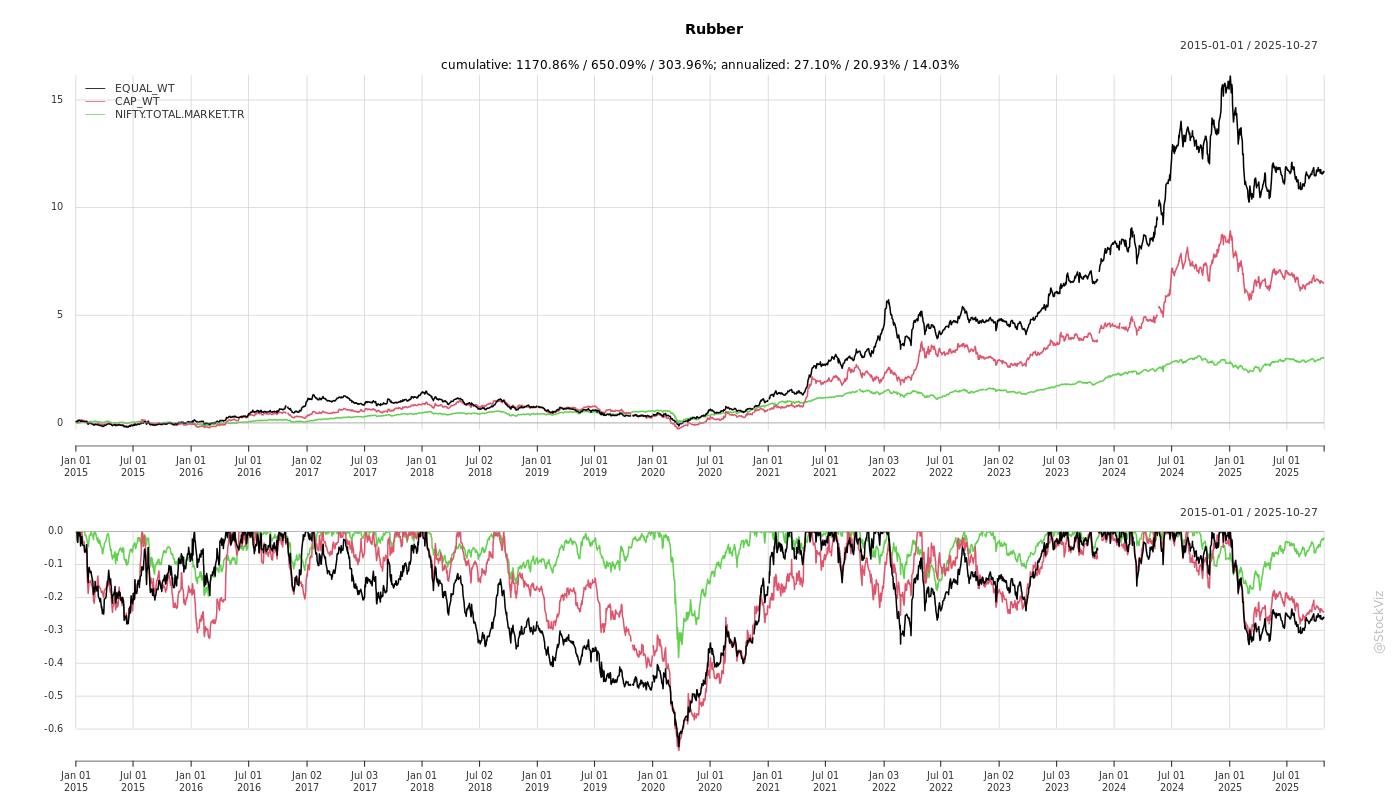 Rubber
2015-01-01 / 2025-10-27
cumulative: 1170.86% / 650.09% / 303.96%; annualized: 27.10% / 20.93% / 14.03%
EQUAL_WT
CAP_WT
NIFTY.TOTAL.MARKET.TR
15
10
5
0
Jan 01 Jul 01 Jan 01 Jul 01 Jan 02 Jul 03 Jan 01 Jul 02 Jan 01 Jul 01 Jan 01 Jul 01 Jan 01 Jul 01 Jan 03 Jul 01 Jan 02 Jul 03 Jan 01 Jul 01 Jan 01 Jul 01
2015 2015 2016 2016 2017 2017 2018 2018 2019 2019 2020 2020 2021 2021 2022 2022 2023 2023 2024 2024 2025 2025
2015-01-01 / 2025-10-27
0.0
-0.1
-0.2
-0.3
-0.4
-0.5
-0.6
Jan 01 Jul 01 Jan 01 Jul 01 Jan 02 Jul 03 Jan 01 Jul 02 Jan 01 Jul 01 Jan 01 Jul 01 Jan 01 Jul 01 Jan 03 Jul 01 Jan 02 Jul 03 Jan 01 Jul 01 Jan 01 Jul 01
2015 2015 2016 2016 2017 2017 2018 2018 2019 2019 2020 2020 2021 2021 2022 2022 2023 2023 2024 2024 2025 2025
@StockViz